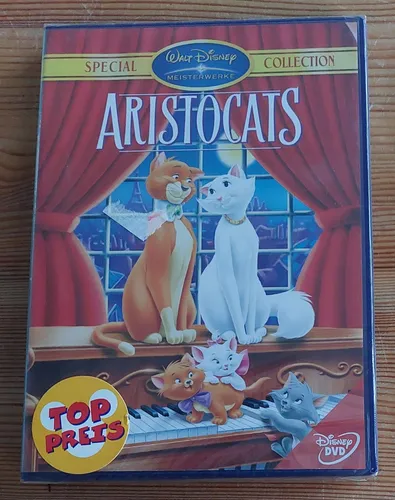 Walt Disney
SPECIAL COLLECTION
MEISTERWERKE
ARISTOCATS
TOP
PREIS
Disney
DVD